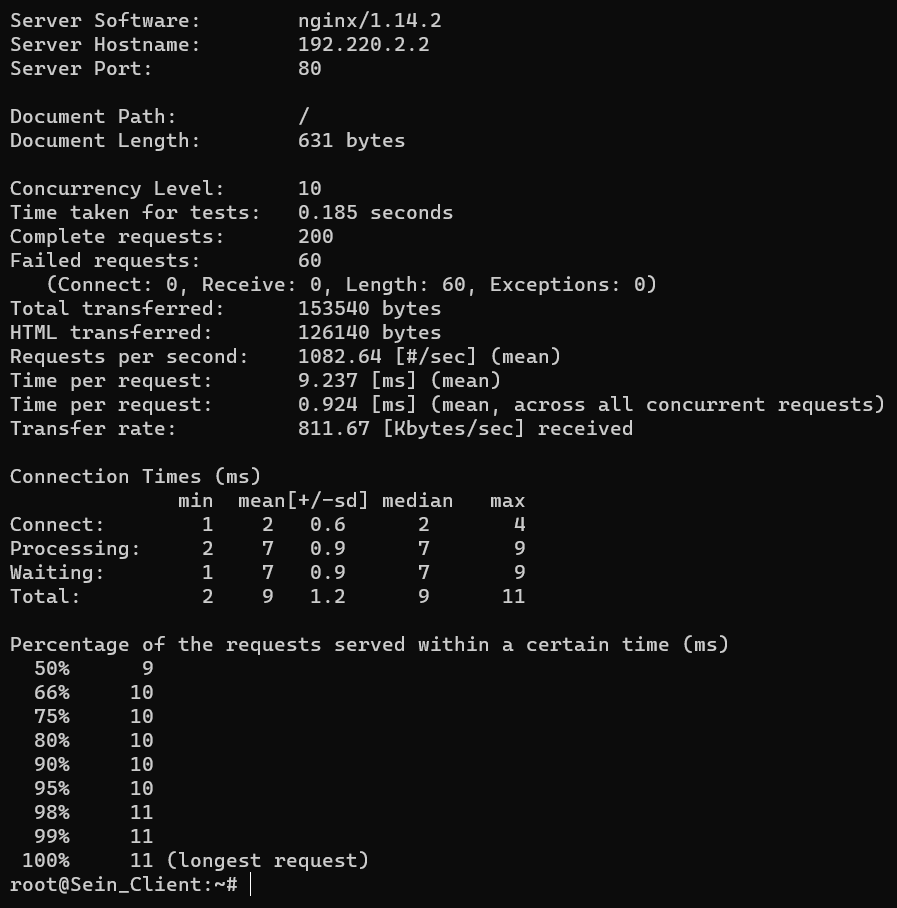 Server Software:        nginx/1.14.2
Server Hostname:        192.220.2.2
Server Port:            80

Document Path:          /
Document Length:        631 bytes

Concurrency Level:      10
Time taken for tests:   0.185 seconds
Complete requests:      200
Failed requests:        60
   (Connect: 0, Receive: 0, Length: 60, Exceptions: 0)
Total transferred:      153540 bytes
HTML transferred:       126140 bytes
Requests per second:    1082.64 [#/sec] (mean)
Time per request:       9.237 [ms] (mean)
Time per request:       0.924 [ms] (mean, across all concurrent requests)
Transfer rate:          811.67 [Kbytes/sec] received

Connection Times (ms)
              min  mean[+/-sd] median   max
Connect:        1    2   0.6      2       4
Processing:     2    7   0.9      7       9
Waiting:        1    7   0.9      7       9
Total:          2    9   1.2      9      11

Percentage of the requests served within a certain time (ms)
  50%      9
  66%     10
  75%     10
  80%     10
  90%     10
  95%     10
  98%     11
  99%     11
 100%     11 (longest request)
root@Sein_Client:~#